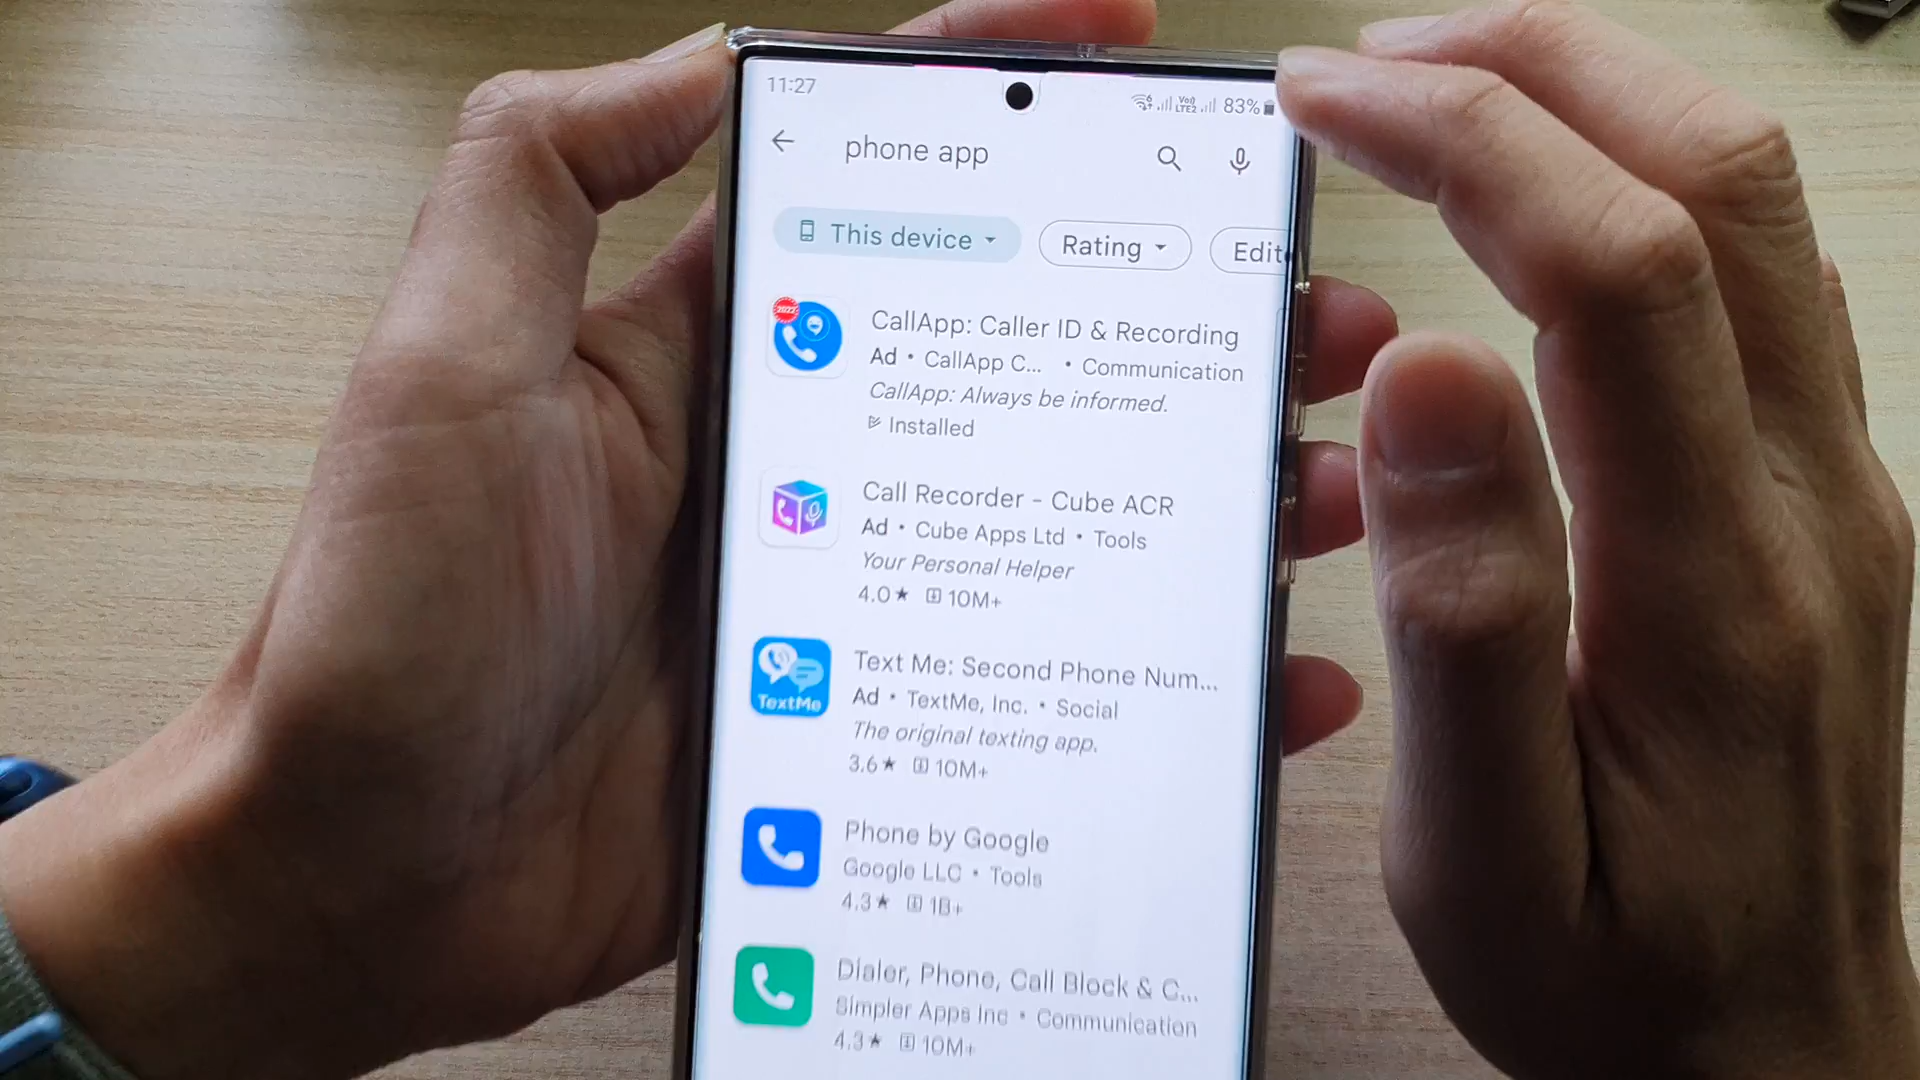 11:27
Vo)) LTE2 83%
phone app
This device
Rating
Edit
2022
CallApp: Caller ID & Recording
Ad • CallApp C... • Communication
CallApp: Always be informed.
Installed
Call Recorder - Cube ACR
Ad • Cube Apps Ltd • Tools
Your Personal Helper
4.0★ 10M+
Text Me: Second Phone Num...
Ad • TextMe, Inc. • Social
The original texting app.
3.6★ 10M+
TextMe
Phone by Google
Google LLC • Tools
4.3★ 1B+
Dialer, Phone, Call Block & C...
Simpler Apps Inc • Communication
4.3★ 10M+